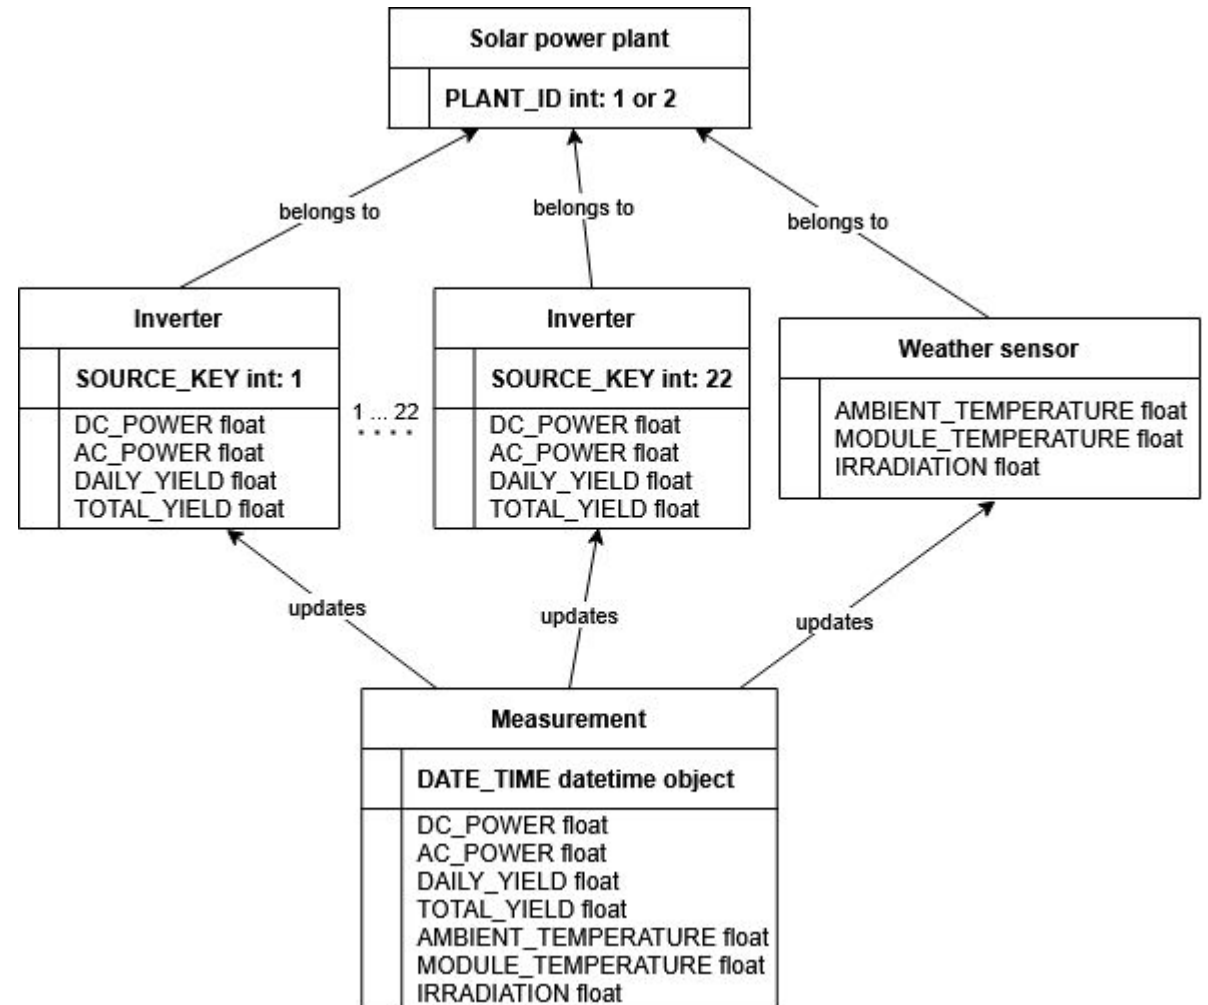 Solar power plant
PLANT_ID int: 1 or 2
belongs to
belongs to
belongs to
Inverter
SOURCE_KEY int: 1
DC_POWER float
AC_POWER float
DAILY_YIELD float
TOTAL_YIELD float
1 ... 22
. . . .
Inverter
SOURCE_KEY int: 22
DC_POWER float
AC_POWER float
DAILY_YIELD float
TOTAL_YIELD float
Weather sensor
AMBIENT_TEMPERATURE float
MODULE_TEMPERATURE float
IRRADIATION float
updates
updates
updates
Measurement
DATE_TIME datetime object
DC_POWER float
AC_POWER float
DAILY_YIELD float
TOTAL_YIELD float
AMBIENT_TEMPERATURE float
MODULE_TEMPERATURE float
IRRADIATION float